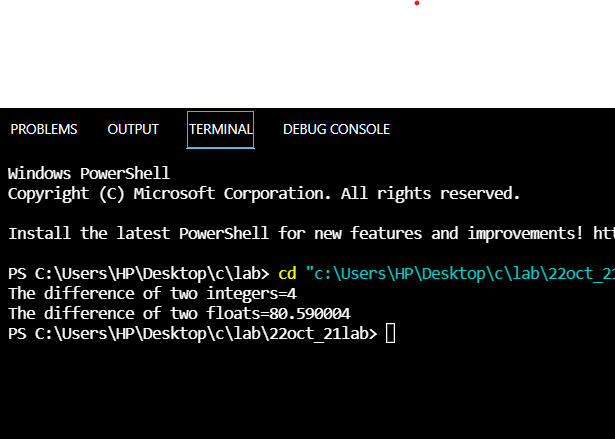 PROBLEMS OUTPUT TERMINAL DEBUG CONSOLE
Windows PowerShell
Copyright (C) Microsoft Corporation. All rights reserved.
Install the latest PowerShell for new features and improvements! htt
PS C:\Users\HP\Desktop\c\lab> cd "c:\Users\HP\Desktop\c\lab\22oct_21
The difference of two integers=4
The difference of two floats=80.590004
PS C:\Users\HP\Desktop\c\lab\22oct_21lab>